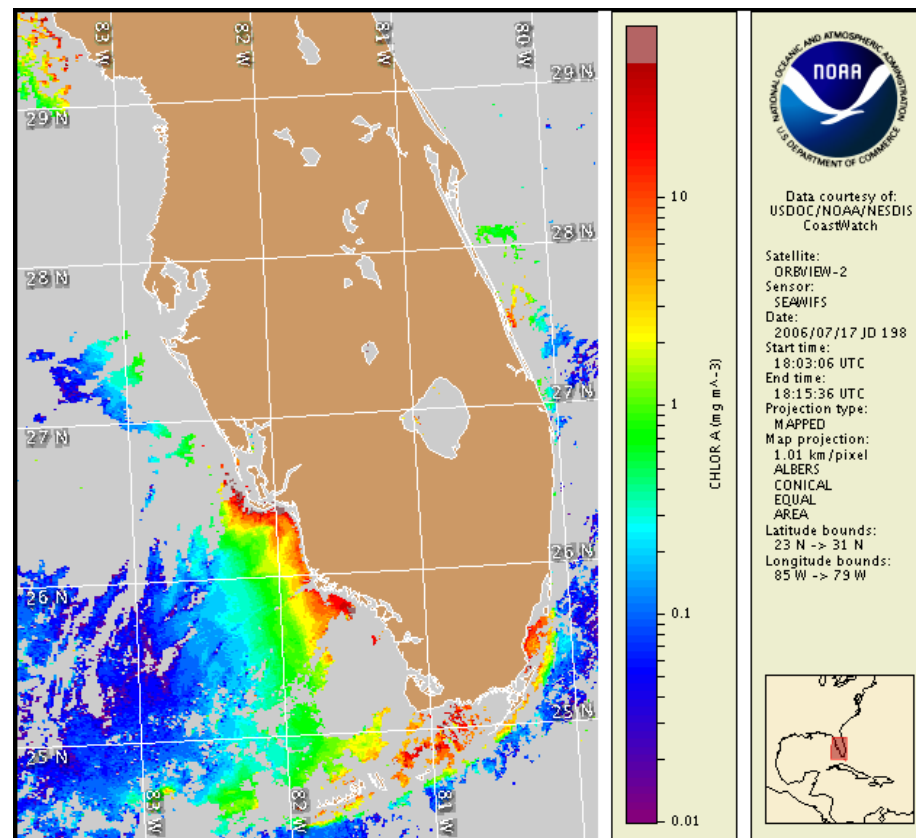 83 W
82 W
81 W
80 W
29 N
29 N
28 N
28 N
27 N
27 N
26 N
26 N
25 N
25 N
83 W
82 W
81 W
10
1
0.1
0.01
CHLOR A (mg m^-3)
NATIONAL OCEANIC AND ATMOSPHERIC ADMINISTRATION
NOAA
U.S. DEPARTMENT OF COMMERCE
Data courtesy of:
USDOC/NOAA/NESDIS
CoastWatch
Satellite:
ORBVIEW-2
Sensor:
SEAWIFS
Date:
2006/07/17 JD 198
Start time:
18:03:06 UTC
End time:
18:15:36 UTC
Projection type:
MAPPED
Map projection:
1.01 km/pixel
ALBERS
CONICAL
EQUAL
AREA
Latitude bounds:
23 N -> 31 N
Longitude bounds:
85 W -> 79 W